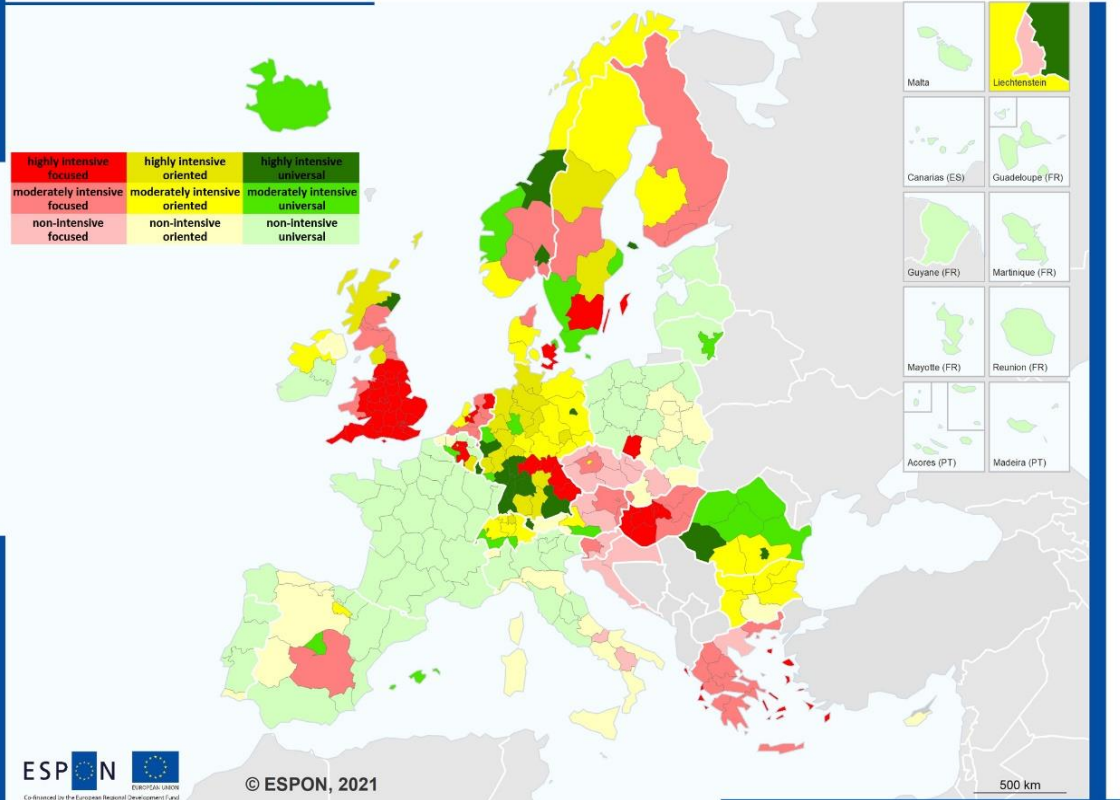 Malta
Liechtenstein
Canarias (ES)
Guadeloupe (FR)
highly intensive
focused
highly intensive
oriented
highly intensive
universal
moderately intensive
focused
moderately intensive
oriented
moderately intensive
universal
non-intensive
focused
non-intensive
oriented
non-intensive
universal
Guyane (FR)
Martinique (FR)
Mayotte (FR)
Reunion (FR)
Acores (PT)
Madeira (PT)
ESPON
EUROPEAN UNION
Co-financed by the European Regional Development Fund
© ESPON, 2021
500 km